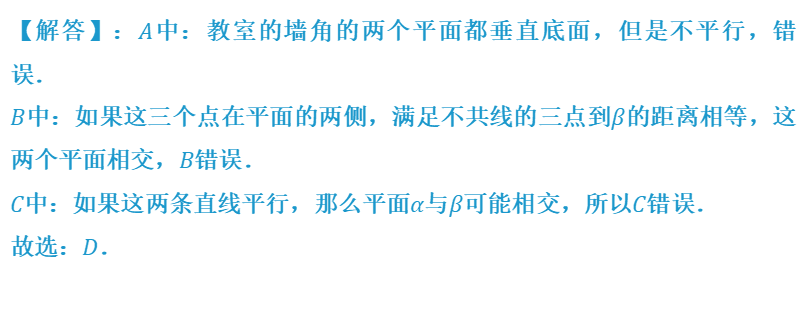 【解答】：A中：教室的墙角的两个平面都垂直底面，但是不平行，错
误．
B中：如果这三个点在平面的两侧，满足不共线的三点到β的距离相等，这
两个平面相交，B错误．
C中：如果这两条直线平行，那么平面α与β可能相交，所以C错误．
故选：D．